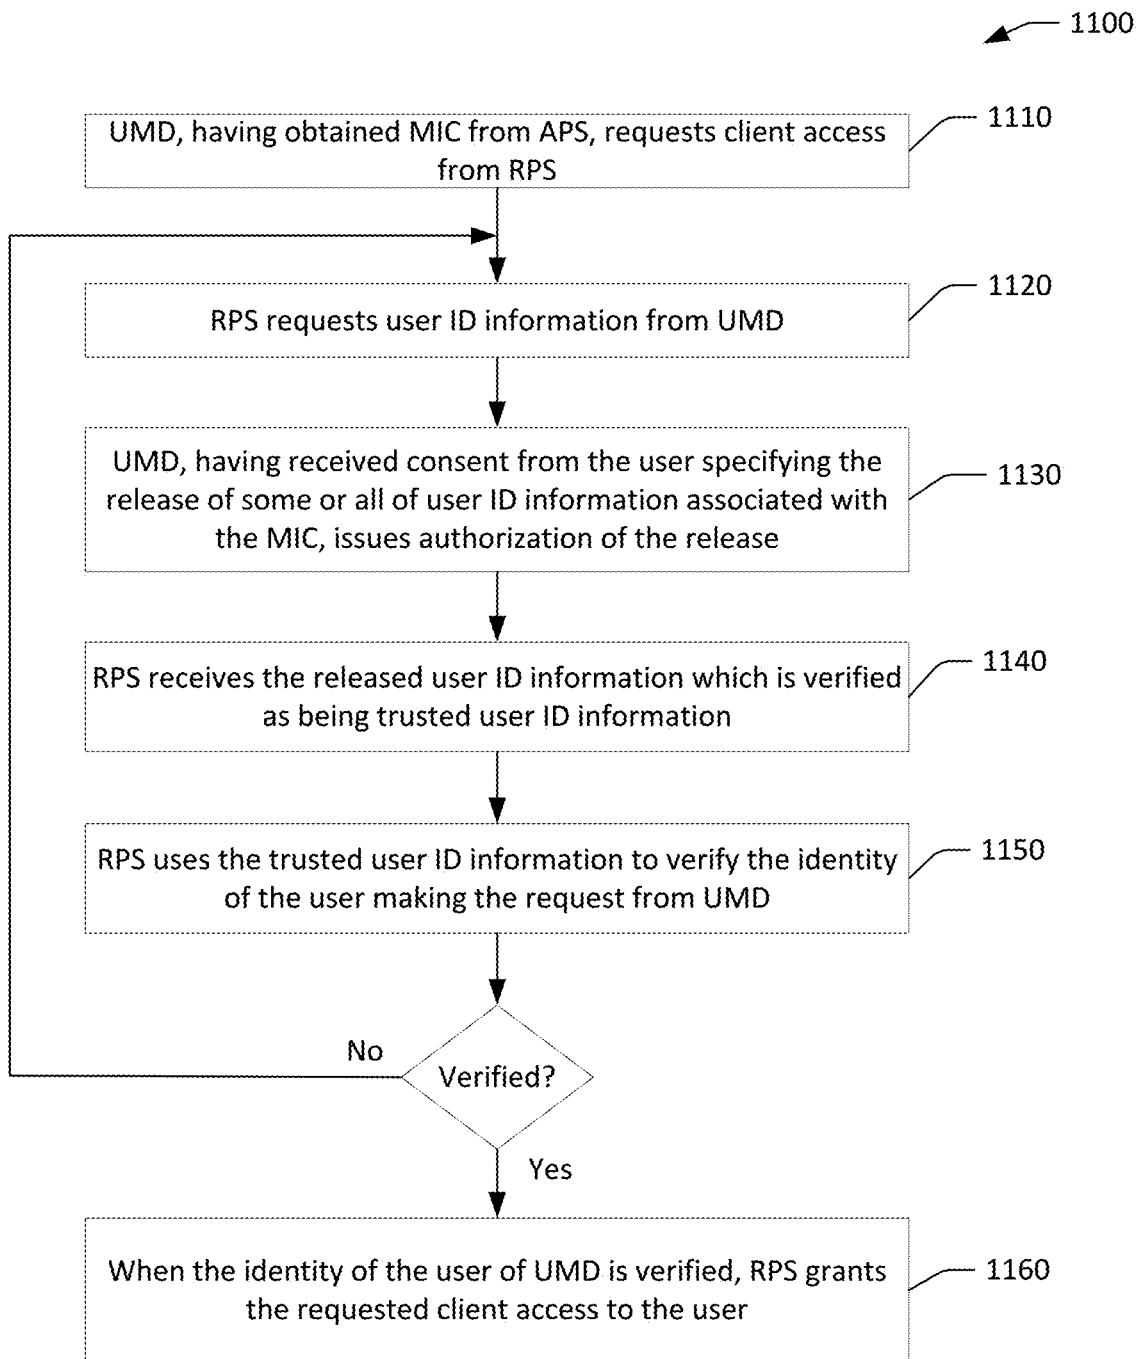 1100
UMD, having obtained MIC from APS, requests client access
from RPS
1110
RPS requests user ID information from UMD
1120
UMD, having received consent from the user specifying the
release of some or all of user ID information associated with
the MIC, issues authorization of the release
1130
RPS receives the released user ID information which is verified
as being trusted user ID information
1140
RPS uses the trusted user ID information to verify the identity
of the user making the request from UMD
1150
No
Verified?
Yes
When the identity of the user of UMD is verified, RPS grants
the requested client access to the user
1160